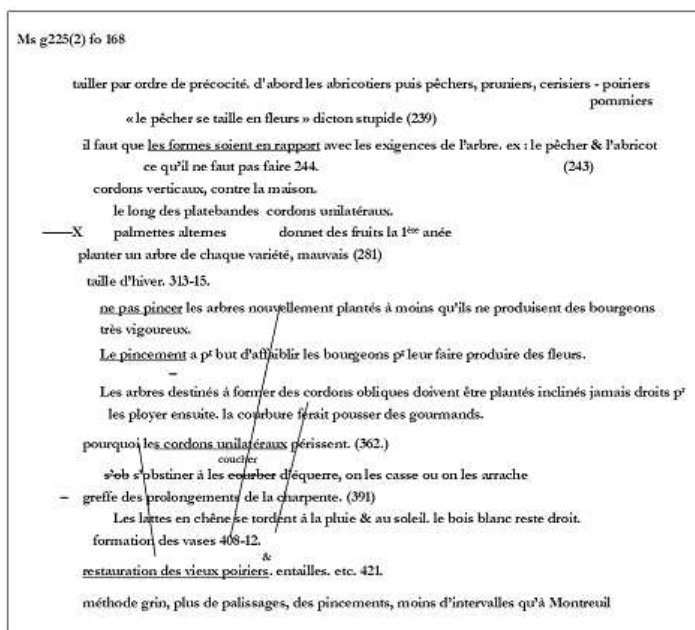 Ms g225(2) fo 168
tailler par ordre de précocité. d'abord les abricotiers puis pêchers, pruniers, cerisiers - poiriers
pommiers
« le pêcher se taille en fleurs » dicton stupide (239)
il faut que les formes soient en rapport avec les exigences de l'arbre. ex : le pêcher & l'abricot
ce qu'il ne faut pas faire 244. (243)
cordons verticaux, contre la maison.
le long des platebandes cordons unilatéraux.
——X palmettes alternes donnet des fruits la 1ère anée
planter un arbre de chaque variété, mauvais (281)
taille d'hiver. 313-15.
ne pas pincer les arbres nouvellement plantés à moins qu'ils ne produisent des bourgeons
très vigoureux.
Le pincement a pr but d'affaiblir les bourgeons pr leur faire produire des fleurs.
–
Les arbres destinés à former des cordons obliques doivent être plantés inclinés jamais droits pr
les ployer ensuite. la courbure ferait pousser des gourmands.
pourquoi les cordons unilatéraux périssent. (362.)
coucher
s'ob s'obstiner à les courber d'équerre, on les casse ou on les arrache
– greffe des prolongements de la charpente. (391)
Les lattes en chêne se tordent à la pluie & au soleil. le bois blanc reste droit.
formation des vases 408-12.
&
restauration des vieux poiriers. entailles. etc. 421.
méthode grin, plus de palissages, des pincements, moins d'intervalles qu'à Montreuil